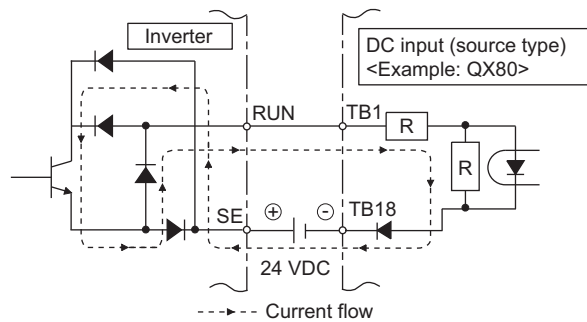 Inverter
DC input (source type)
<Example: QX80>
RUN
TB1
R
R
SE
+
-
TB18
24 VDC
Current flow